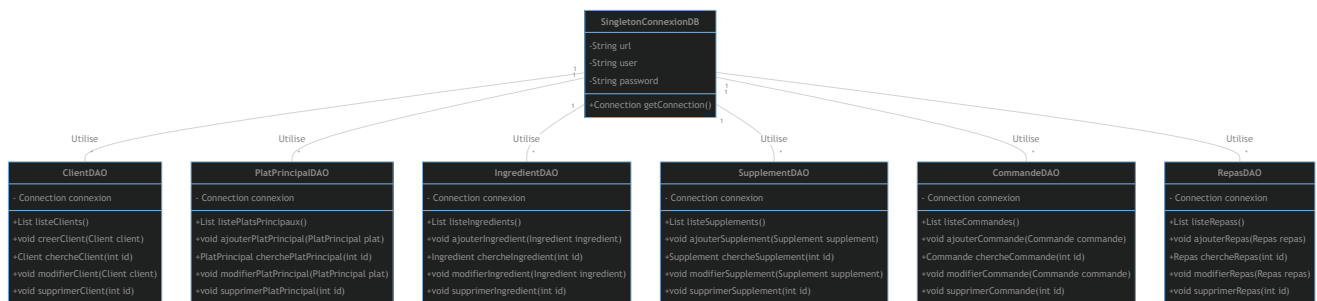 SingletonConnexionDB
-String url
-String user
-String password
+Connection getConnection()
1
1
1
1
1
1
Utilise
Utilise
Utilise
Utilise
Utilise
Utilise
*
*
*
*
*
*
ClientDAO
- Connection connexion
+List listeClients()
+void creerClient(Client client)
+Client chercheClient(int id)
+void modifierClient(Client client)
+void supprimerClient(int id)
PlatPrincipalDAO
- Connection connexion
+List listePlatsPrincipaux()
+void ajouterPlatPrincipal(PlatPrincipal plat)
+PlatPrincipal cherchePlatPrincipal(int id)
+void modifierPlatPrincipal(PlatPrincipal plat)
+void supprimerPlatPrincipal(int id)
IngredientDAO
- Connection connexion
+List listeIngredients()
+void ajouterIngredient(Ingredient ingredient)
+Ingredient chercheIngredient(int id)
+void modifierIngredient(Ingredient ingredient)
+void supprimerIngredient(int id)
SupplementDAO
- Connection connexion
+List listeSupplements()
+void ajouterSupplement(Supplement supplement)
+Supplement chercheSupplement(int id)
+void modifierSupplement(Supplement supplement)
+void supprimerSupplement(int id)
CommandeDAO
- Connection connexion
+List listeCommandes()
+void ajouterCommande(Commande commande)
+Commande chercheCommande(int id)
+void modifierCommande(Commande commande)
+void supprimerCommande(int id)
RepasDAO
- Connection connexion
+List listeRepass()
+void ajouterRepas(Repas repas)
+Repas chercheRepas(int id)
+void modifierRepas(Repas repas)
+void supprimerRepas(int id)